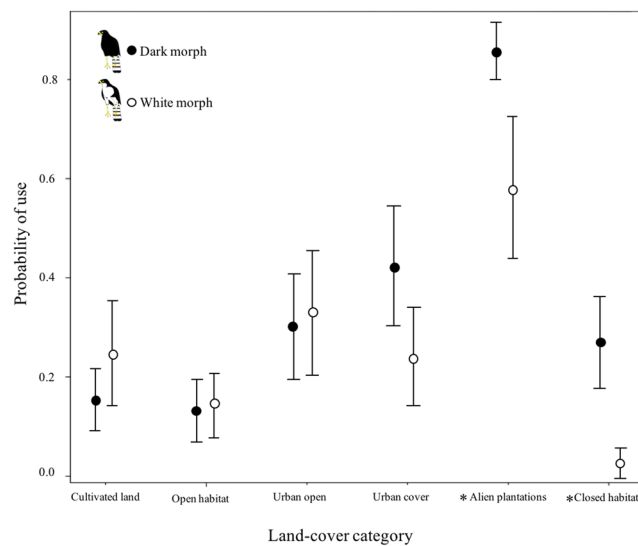 Dark morph
White morph
Probability of use
0.8
0.6
0.4
0.2
0.0
Cultivated land
Open habitat
Urban open
Urban cover
* Alien plantations
*Closed habitat
Land-cover category